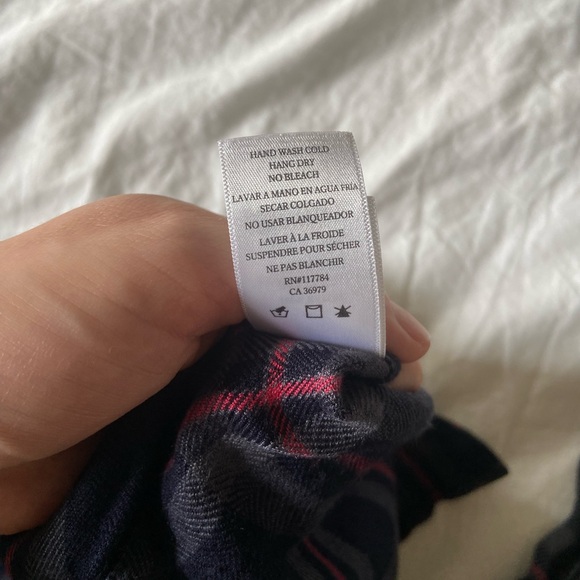 HAND WASH COLD
HANG DRY
NO BLEACH
LAVAR A MANO EN AGUA FRIA
SECAR COLGADO
NO USAR BLANQUEADOR
LAVER À LA FROIDE
SUSPENDRE POUR SÉCHER
NE PAS BLANCHIR
RN#117784
CA 36979